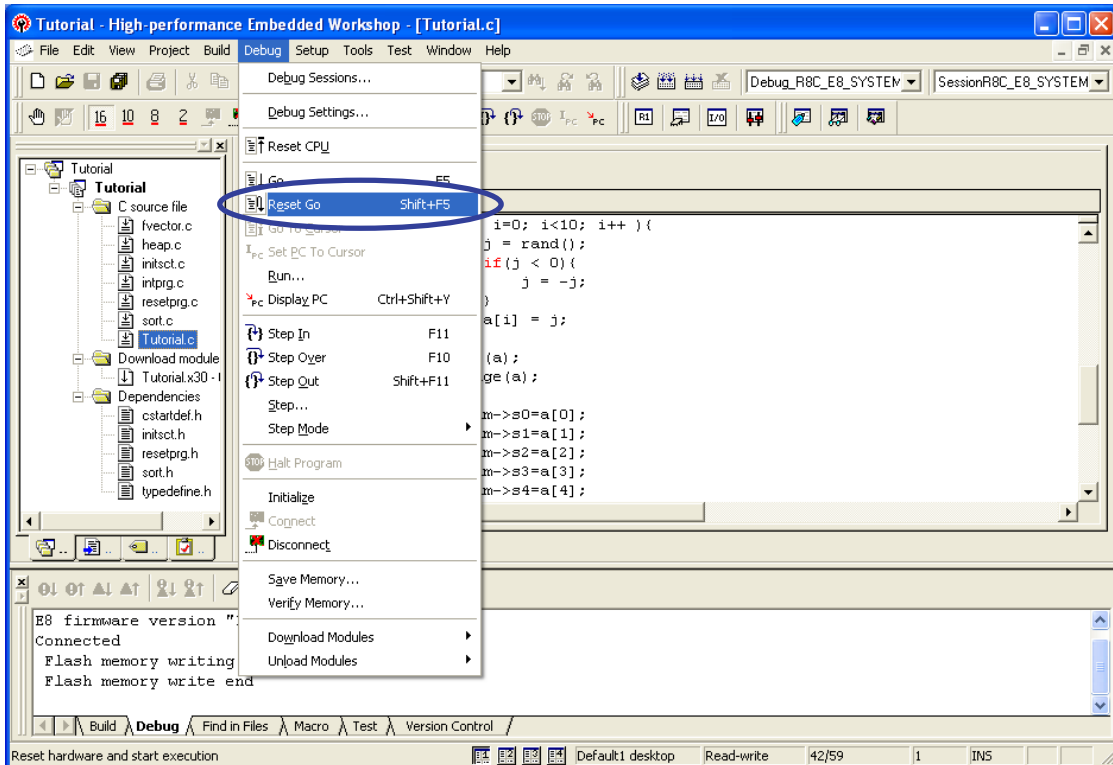 Tutorial - High-performance Embedded Workshop - [Tutorial.c]
File Edit View Project Build Debug Setup Tools Test Window Help
Debug_R8C_E8_SYSTEM SessionR8C_E8_SYSTEM
16 10 8 2
Debug Sessions...
Debug Settings...
Reset CPU
Go F5
Reset Go Shift+F5
Go To Cursor
Set PC To Cursor
Run...
Display PC Ctrl+Shift+Y
Step In F11
Step Over F10
Step Out Shift+F11
Step...
Step Mode
Halt Program
Initialize
Connect
Disconnect
Save Memory...
Verify Memory...
Download Modules
Unload Modules
Tutorial
Tutorial
C source file
fvector.c
heap.c
initsct.c
intprg.c
resetprg.c
sort.c
Tutorial.c
Download module
Tutorial.x30 -
Dependencies
cstartdef.h
initsct.h
resetprg.h
sort.h
typedefine.h
i=0; i<10; i++ ){
j = rand();
if(j < 0){
j = -j;
}
a[i] = j;
(a);
ge(a);
m->s0=a[0];
m->s1=a[1];
m->s2=a[2];
m->s3=a[3];
m->s4=a[4];
E8 firmware version "
Connected
Flash memory writing
Flash memory write end
Build Debug Find in Files Macro Test Version Control
Reset hardware and start execution Default1 desktop Read-write 42/59 1 INS